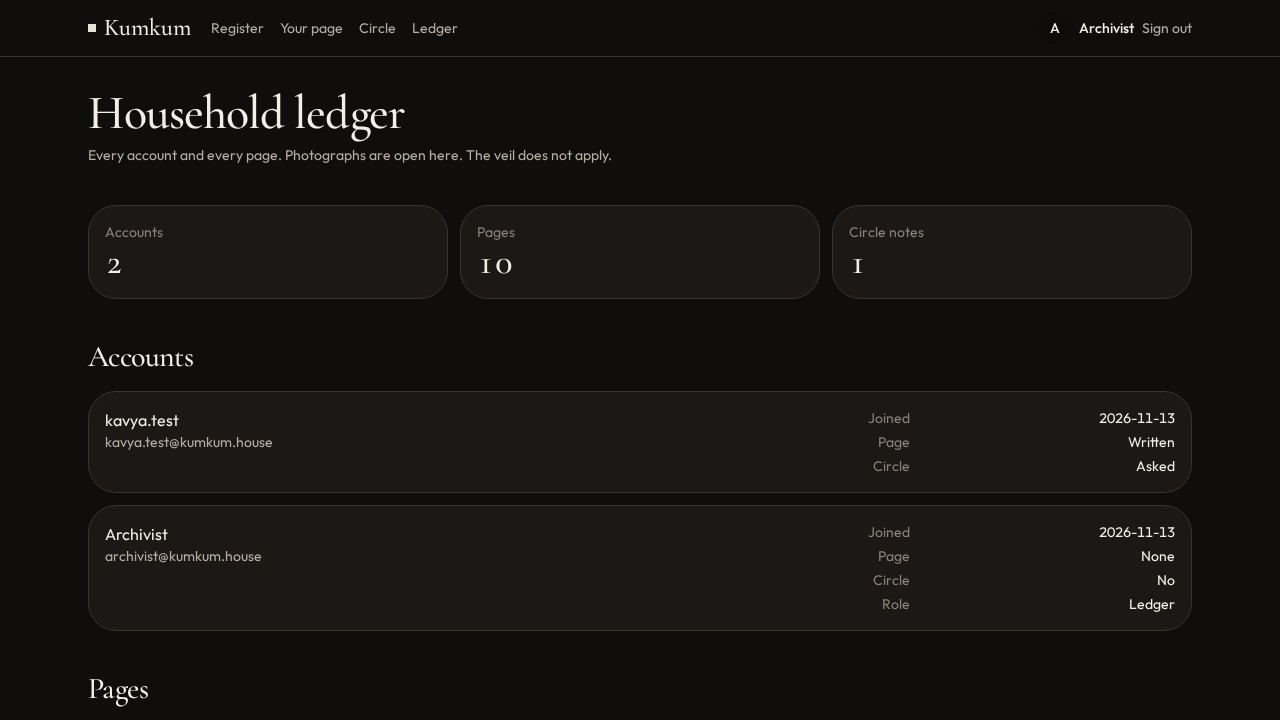 Kumkum Register Your page Circle Ledger A Archivist Sign out
Household ledger
Every account and every page. Photographs are open here. The veil does not apply.
Accounts
2
Pages
10
Circle notes
1
Accounts
kavya.test
kavya.test@kumkum.house
Joined 2026-11-13
Page Written
Circle Asked
Archivist
archivist@kumkum.house
Joined 2026-11-13
Page None
Circle No
Role Ledger
Pages